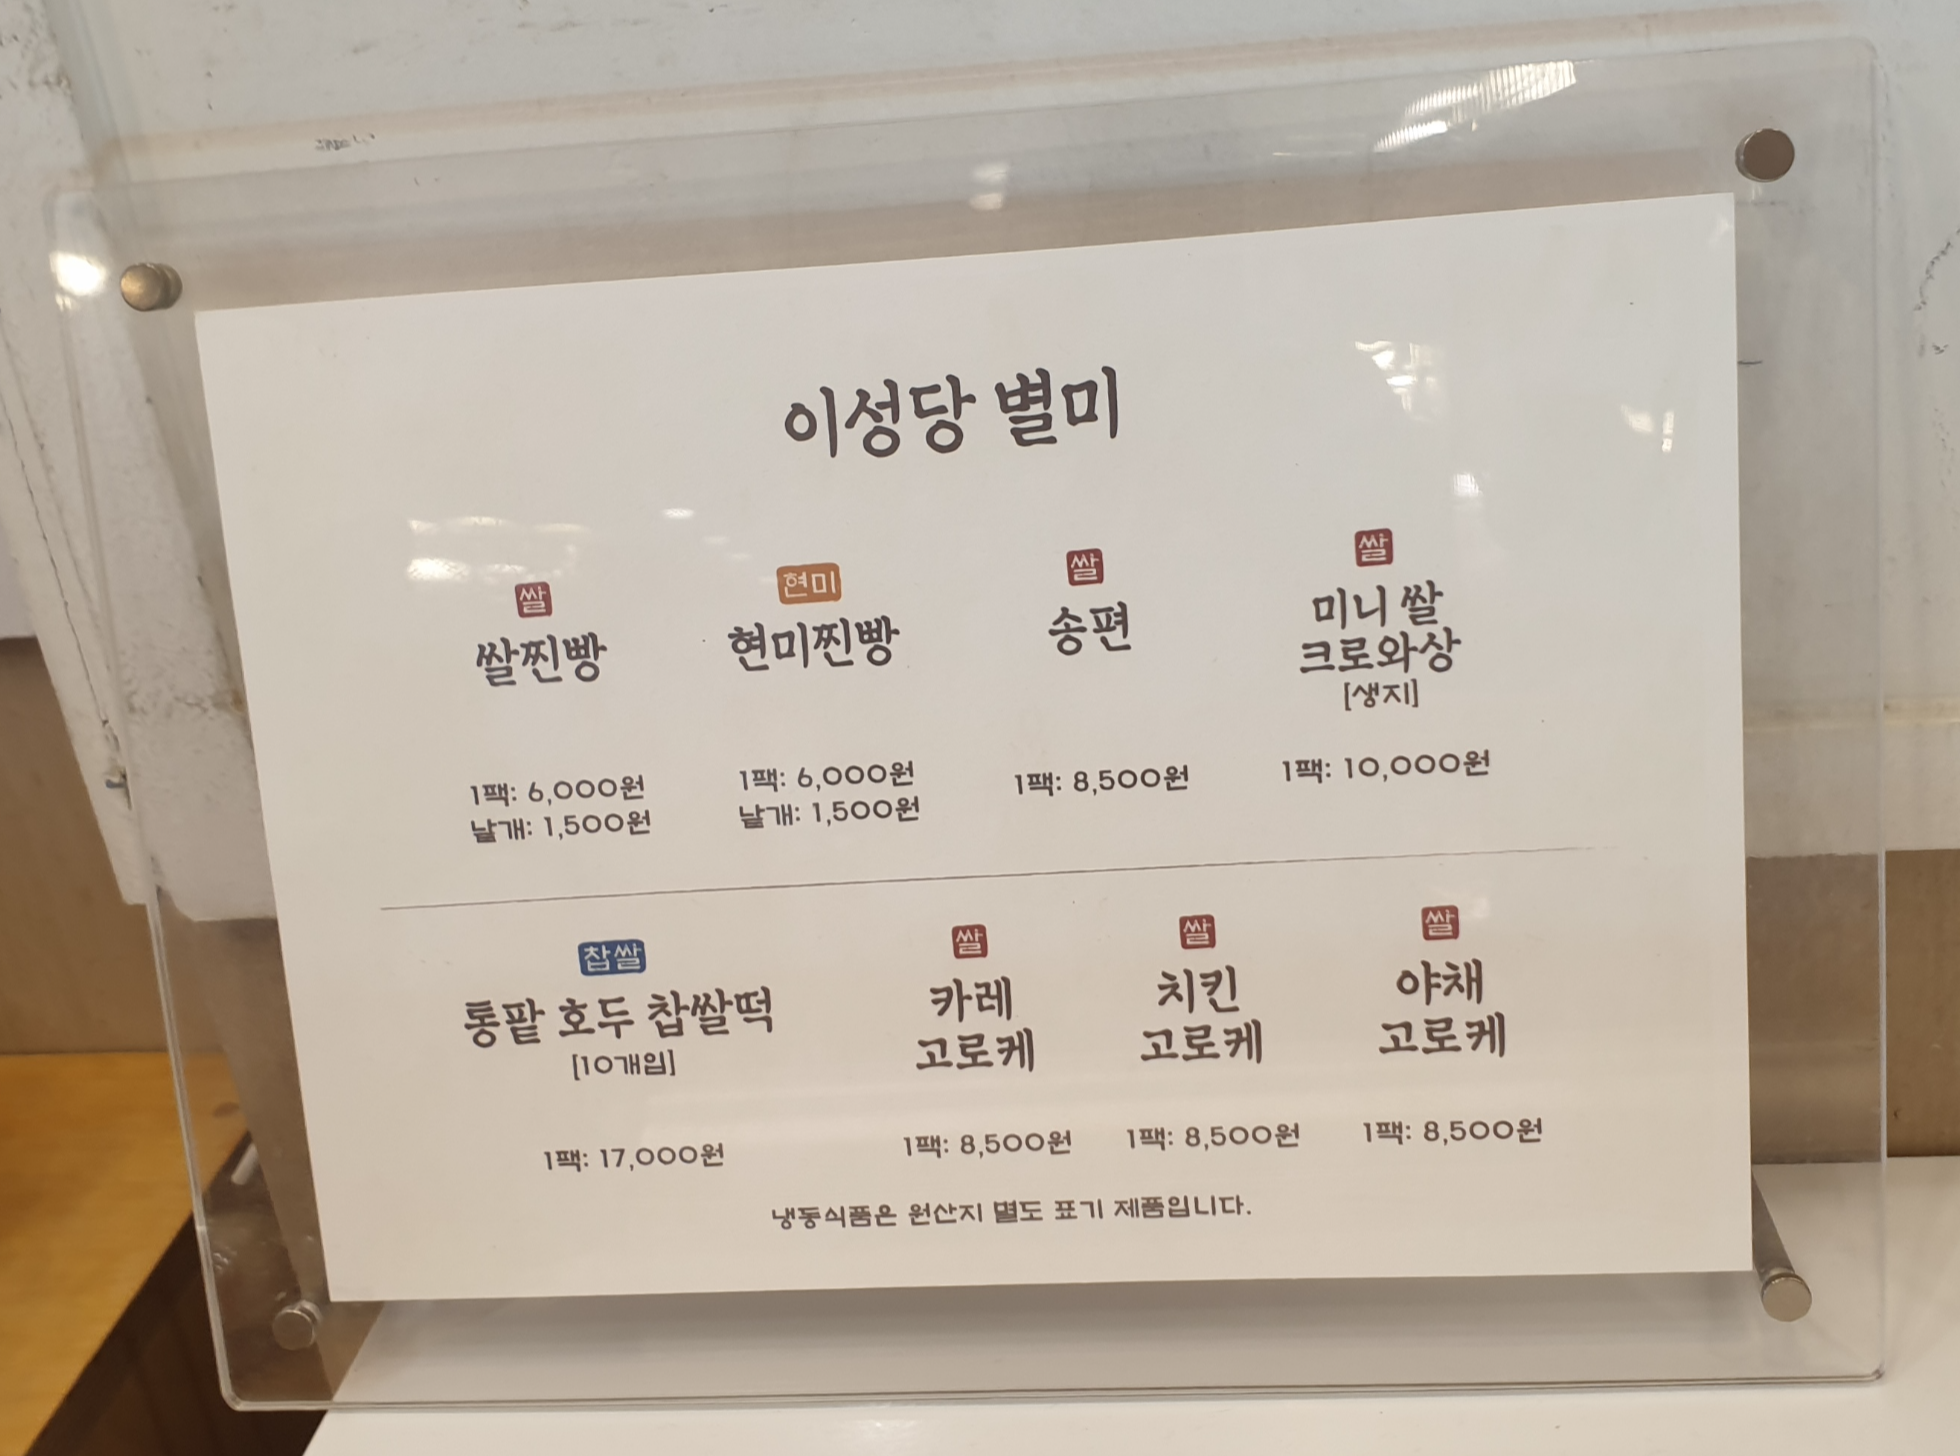 이성당 별미
쌀
쌀찐빵
1팩: 6,000원
낱개: 1,500원
현미
현미찐빵
1팩: 6,000원
낱개: 1,500원
쌀
송편
1팩: 8,500원
쌀
미니 쌀
크로와상
[생지]
1팩: 10,000원
찹쌀
통팥 호두 찹쌀떡
[10개입]
1팩: 17,000원
쌀
카레
고로케
1팩: 8,500원
쌀
치킨
고로케
1팩: 8,500원
쌀
야채
고로케
1팩: 8,500원
냉동식품은 원산지 별도 표기 제품입니다.